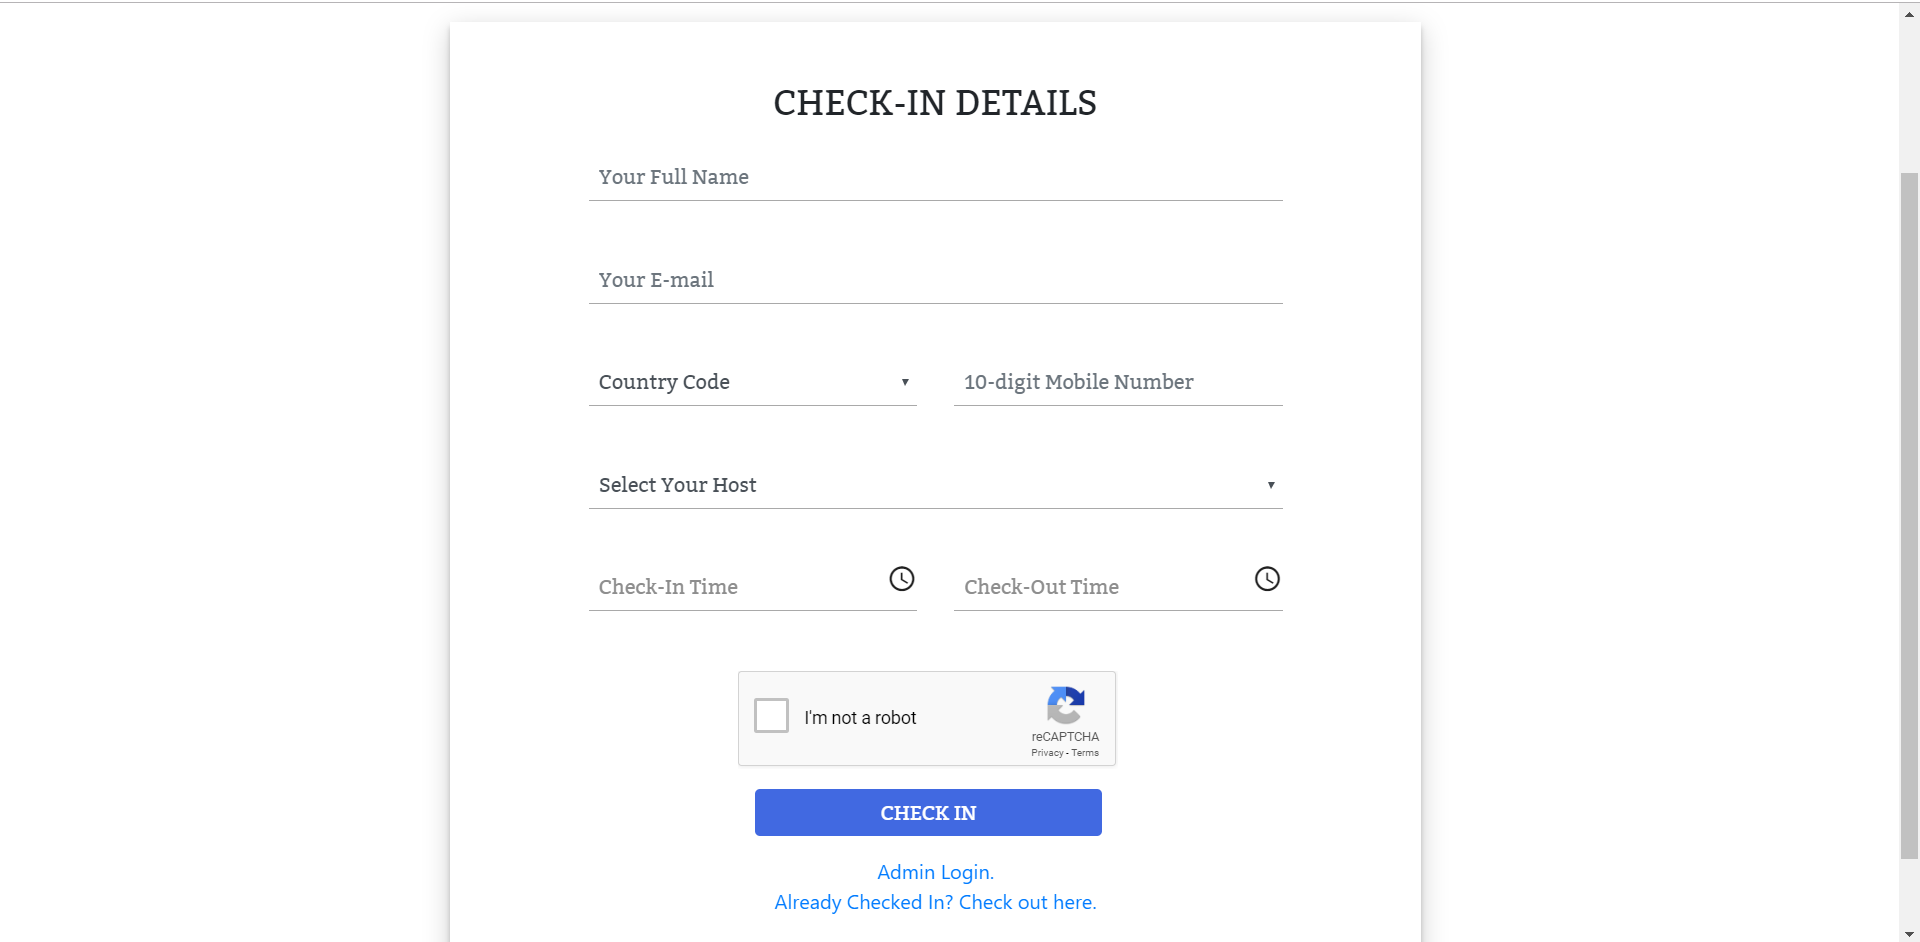 CHECK-IN DETAILS
Your Full Name
Your E-mail
Country Code
10-digit Mobile Number
Select Your Host
Check-In Time
Check-Out Time
I'm not a robot
reCAPTCHA
Privacy - Terms
CHECK IN
Admin Login.
Already Checked In? Check out here.